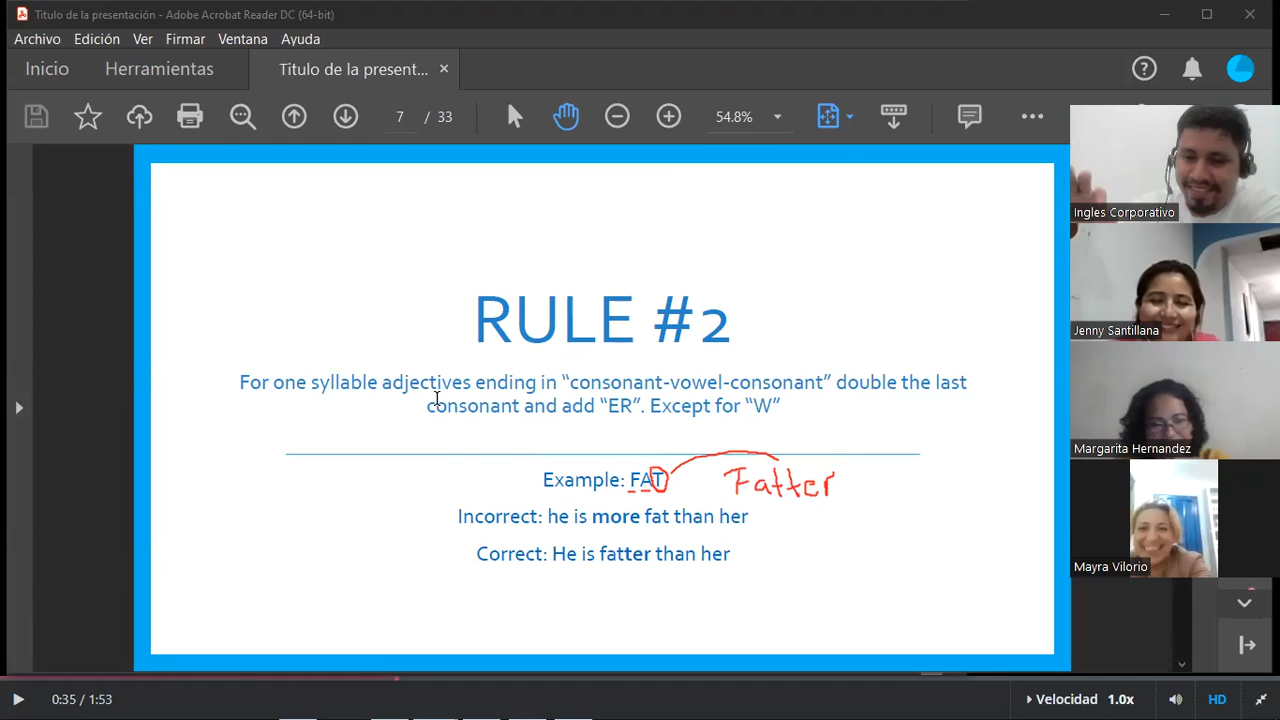 Titulo de la presentación - Adobe Acrobat Reader DC (64-bit)
Archivo Edición Ver Firmar Ventana Ayuda
Inicio Herramientas Titulo de la present... ×
7 / 33 54.8%
Ingles Corporativo
Jenny Santillana
Margarita Hernandez
Mayra Vilorio
RULE #2
For one syllable adjectives ending in “consonant-vowel-consonant” double the last
consonant and add “ER”. Except for “W”
Example: FAT Fatter
Incorrect: he is more fat than her
Correct: He is fatter than her
0:35 / 1:53 Velocidad 1.0x HD